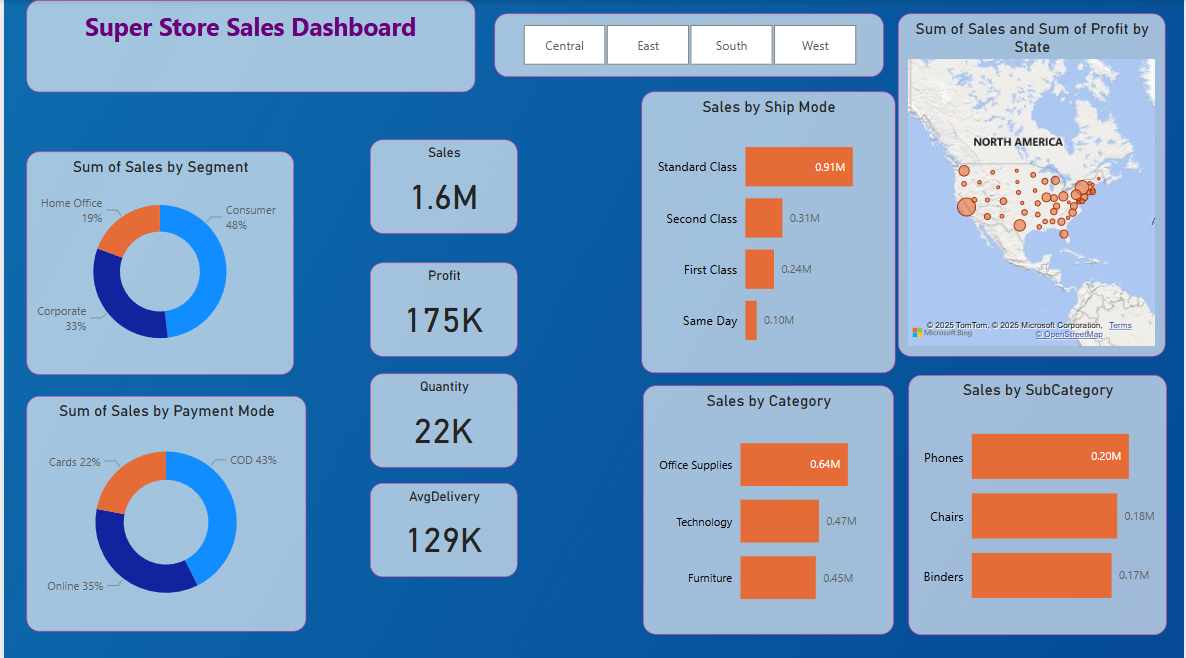 Super Store Sales Dashboard
Central
East
South
West
Sum of Sales and Sum of Profit by
State
NORTH AMERICA
© 2025 TomTom, © 2025 Microsoft Corporation, Terms
© OpenStreetMap
Microsoft Bing
Sum of Sales by Segment
Home Office
19%
Consumer
48%
Corporate
33%
Sales
1.6M
Profit
175K
Quantity
22K
AvgDelivery
129K
Sales by Ship Mode
Standard Class
0.91M
Second Class
0.31M
First Class
0.24M
Same Day
0.10M
Sum of Sales by Payment Mode
Cards 22%
COD 43%
Online 35%
Sales by Category
Office Supplies
0.64M
Technology
0.47M
Furniture
0.45M
Sales by SubCategory
Phones
0.20M
Chairs
0.18M
Binders
0.17M